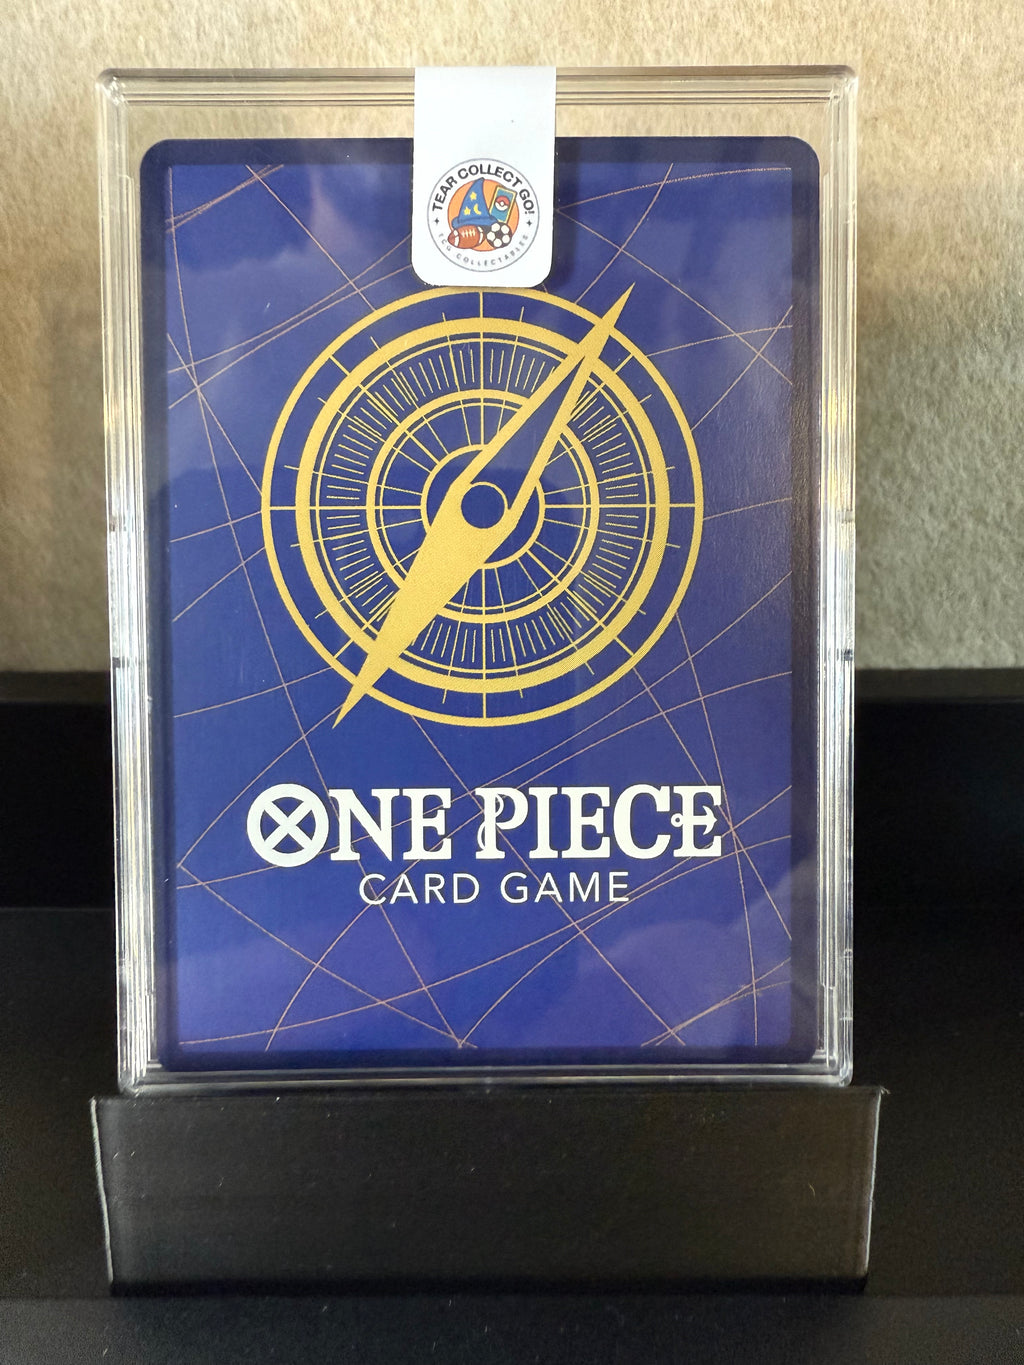 TEAR COLLECT GO!
TCG COLLECTABLES
ONE PIECE
CARD GAME